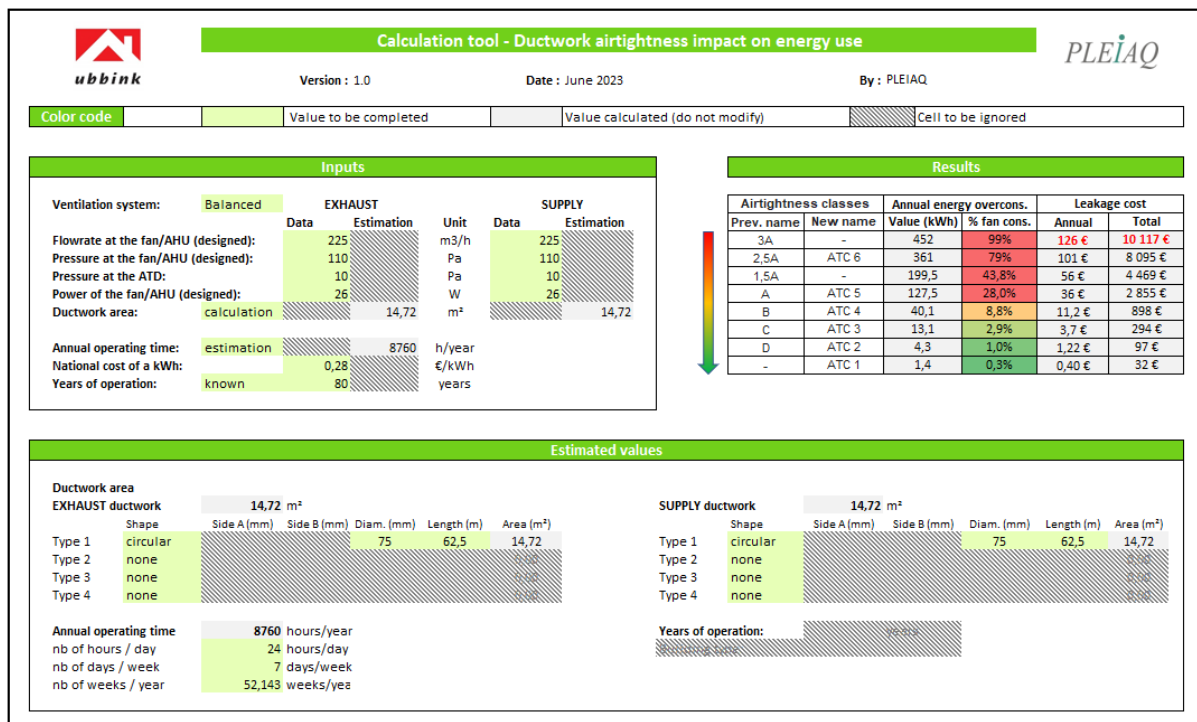 Calculation tool - Ductwork airtightness impact on energy use
ubbink
PLEIAQ
Version : 1.0 Date : June 2023 By : PLEIAQ
Color code Value to be completed Value calculated (do not modify) Cell to be ignored
Inputs
Ventilation system: Balanced EXHAUST SUPPLY
Data Estimation Unit Data Estimation
Flowrate at the fan/AHU (designed): 225 m3/h 225
Pressure at the fan/AHU (designed): 110 Pa 110
Pressure at the ATD: 10 Pa 10
Power of the fan/AHU (designed): 26 W 26
Ductwork area: calculation 14,72 m² 14,72
Annual operating time: estimation 8760 h/year
National cost of a kWh: 0,28 €/kWh
Years of operation: known 80 years
Results
Airtightness classes Annual energy overcons. Leakage cost
Prev. name New name Value (kWh) % fan cons. Annual Total
3A - 452 99% 126 € 10 117 €
2,5A ATC 6 361 79% 101 € 8 095 €
1,5A - 199,5 43,8% 56 € 4 469 €
A ATC 5 127,5 28,0% 36 € 2 855 €
B ATC 4 40,1 8,8% 11,2 € 898 €
C ATC 3 13,1 2,9% 3,7 € 294 €
D ATC 2 4,3 1,0% 1,22 € 97 €
- ATC 1 1,4 0,3% 0,40 € 32 €
Estimated values
Ductwork area
EXHAUST ductwork 14,72 m²
Shape Side A (mm) Side B (mm) Diam. (mm) Length (m) Area (m²)
Type 1 circular 75 62,5 14,72
Type 2 none 0,00
Type 3 none 0,00
Type 4 none 0,00
SUPPLY ductwork 14,72 m²
Shape Side A (mm) Side B (mm) Diam. (mm) Length (m) Area (m²)
Type 1 circular 75 62,5 14,72
Type 2 none 0,00
Type 3 none 0,00
Type 4 none 0,00
Annual operating time 8760 hours/year
nb of hours / day 24 hours/day
nb of days / week 7 days/week
nb of weeks / year 52,143 weeks/yea
Years of operation: years
Building type